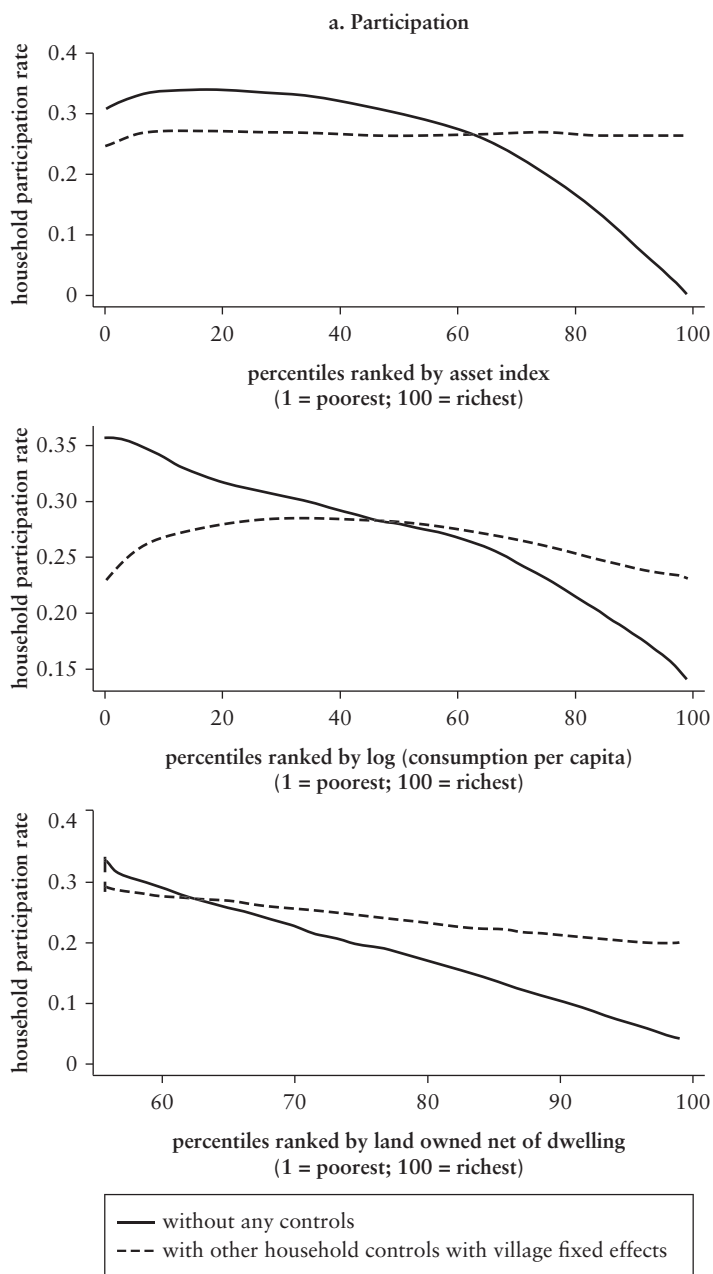 a. Participation
household participation rate
0.4
0.3
0.2
0.1
0
0 20 40 60 80 100
percentiles ranked by asset index
(1 = poorest; 100 = richest)
household participation rate
0.35
0.30
0.25
0.20
0.15
0 20 40 60 80 100
percentiles ranked by log (consumption per capita)
(1 = poorest; 100 = richest)
household participation rate
0.4
0.3
0.2
0.1
0
60 70 80 90 100
percentiles ranked by land owned net of dwelling
(1 = poorest; 100 = richest)
without any controls
with other household controls with village fixed effects